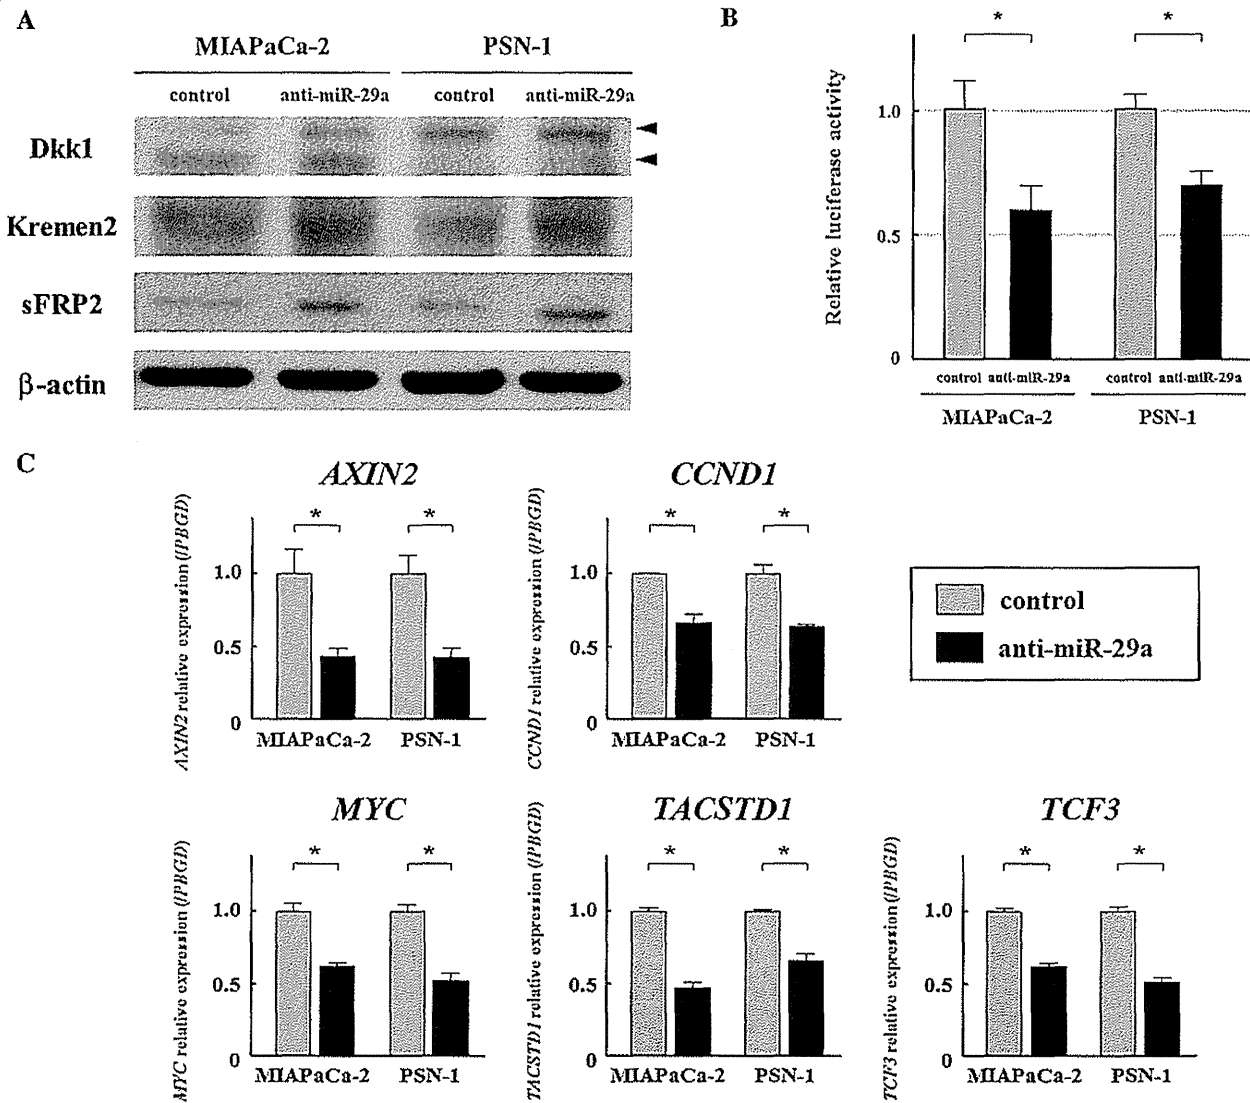 A
MIAPaCa-2 PSN-1
control anti-miR-29a control anti-miR-29a
Dkk1
Kremen2
sFRP2
β-actin
B
* *
Relative luciferase activity
1.0
0.5
0
control anti-miR-29a control anti-miR-29a
MIAPaCa-2 PSN-1
C
AXIN2
AXIN2 relative expression (/PBGD)
* *
1.0
0.5
0
MIAPaCa-2 PSN-1
CCND1
CCND1 relative expression (/PBGD)
* *
1.0
0.5
0
MIAPaCa-2 PSN-1
control
anti-miR-29a
MYC
MYC relative expression (/PBGD)
* *
1.0
0.5
0
MIAPaCa-2 PSN-1
TACSTD1
TACSTD1 relative expression (/PBGD)
* *
1.0
0.5
0
MIAPaCa-2 PSN-1
TCF3
TCF3 relative expression (/PBGD)
* *
1.0
0.5
0
MIAPaCa-2 PSN-1